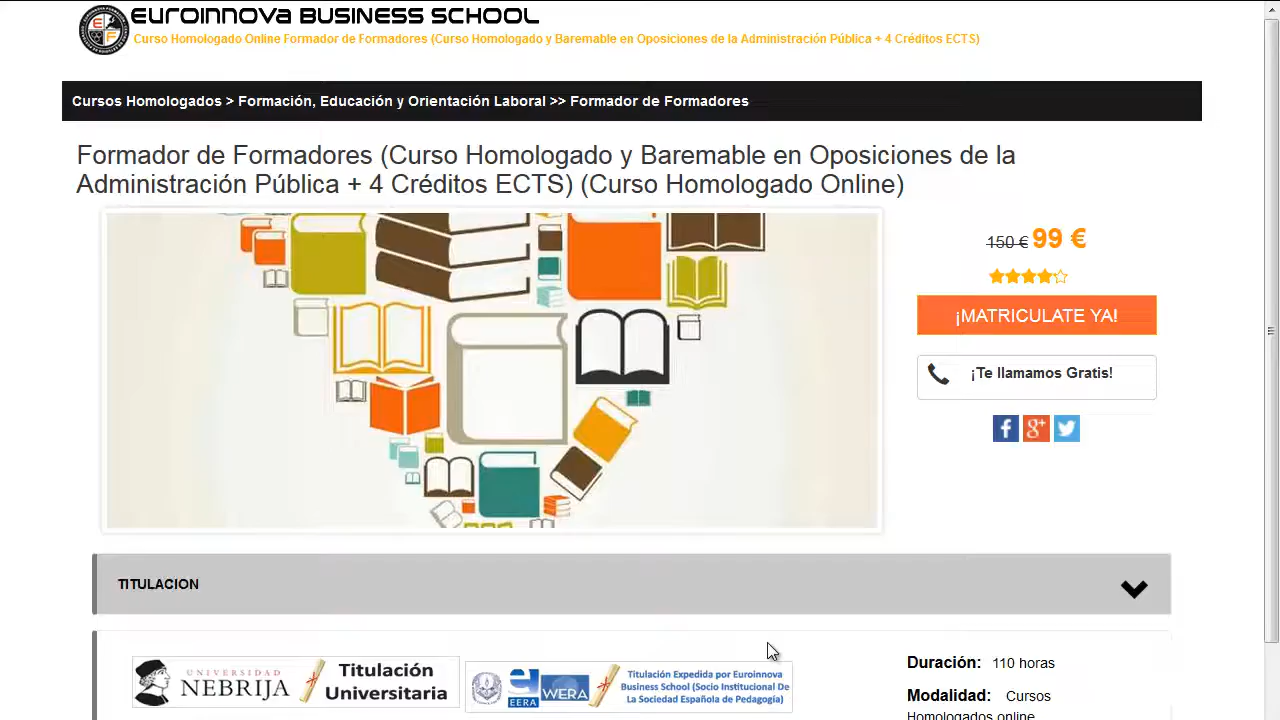 EUROINNOVA BUSINESS SCHOOL
Curso Homologado Online Formador de Formadores (Curso Homologado y Baremable en Oposiciones de la Administración Pública + 4 Créditos ECTS)
Cursos Homologados > Formación, Educación y Orientación Laboral >> Formador de Formadores
Formador de Formadores (Curso Homologado y Baremable en Oposiciones de la
Administración Pública + 4 Créditos ECTS) (Curso Homologado Online)
150 € 99 €
¡MATRICULATE YA!
¡Te llamamos Gratis!
TITULACION
UNIVERSIDAD
NEBRIJA
Titulación
Universitaria
EERA
WERA
Titulación Expedida por Euroinnova
Business School (Socio Institucional De
La Sociedad Española de Pedagogía)
Duración: 110 horas
Modalidad: Cursos
Homologados online